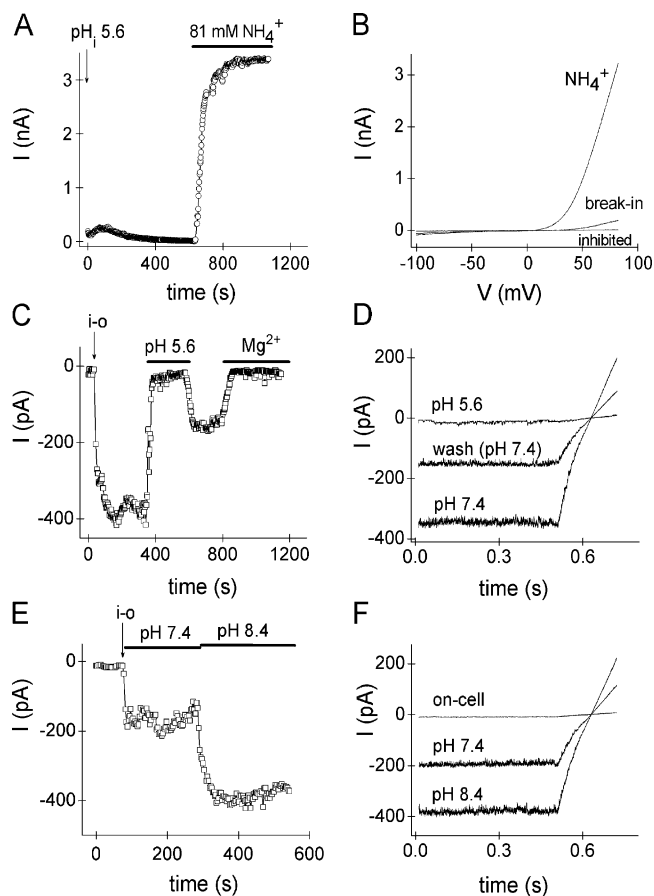 A
pHi 5.6
81 mM NH4+
I (nA)
3
2
1
0
0
400
800
1200
time (s)
B
I (nA)
3
2
1
0
NH4+
break-in
inhibited
-100
-50
0
50
100
V (mV)
C
i-o
pH 5.6
Mg2+
I (pA)
0
-200
-400
0
400
800
1200
time (s)
D
I (pA)
200
0
-200
-400
pH 5.6
wash (pH 7.4)
pH 7.4
0.0
0.3
0.6
time (s)
E
i-o
pH 7.4
pH 8.4
I (pA)
0
-200
-400
0
200
400
600
time (s)
F
I (pA)
200
0
-200
-400
on-cell
pH 7.4
pH 8.4
0.0
0.3
0.6
time (s)